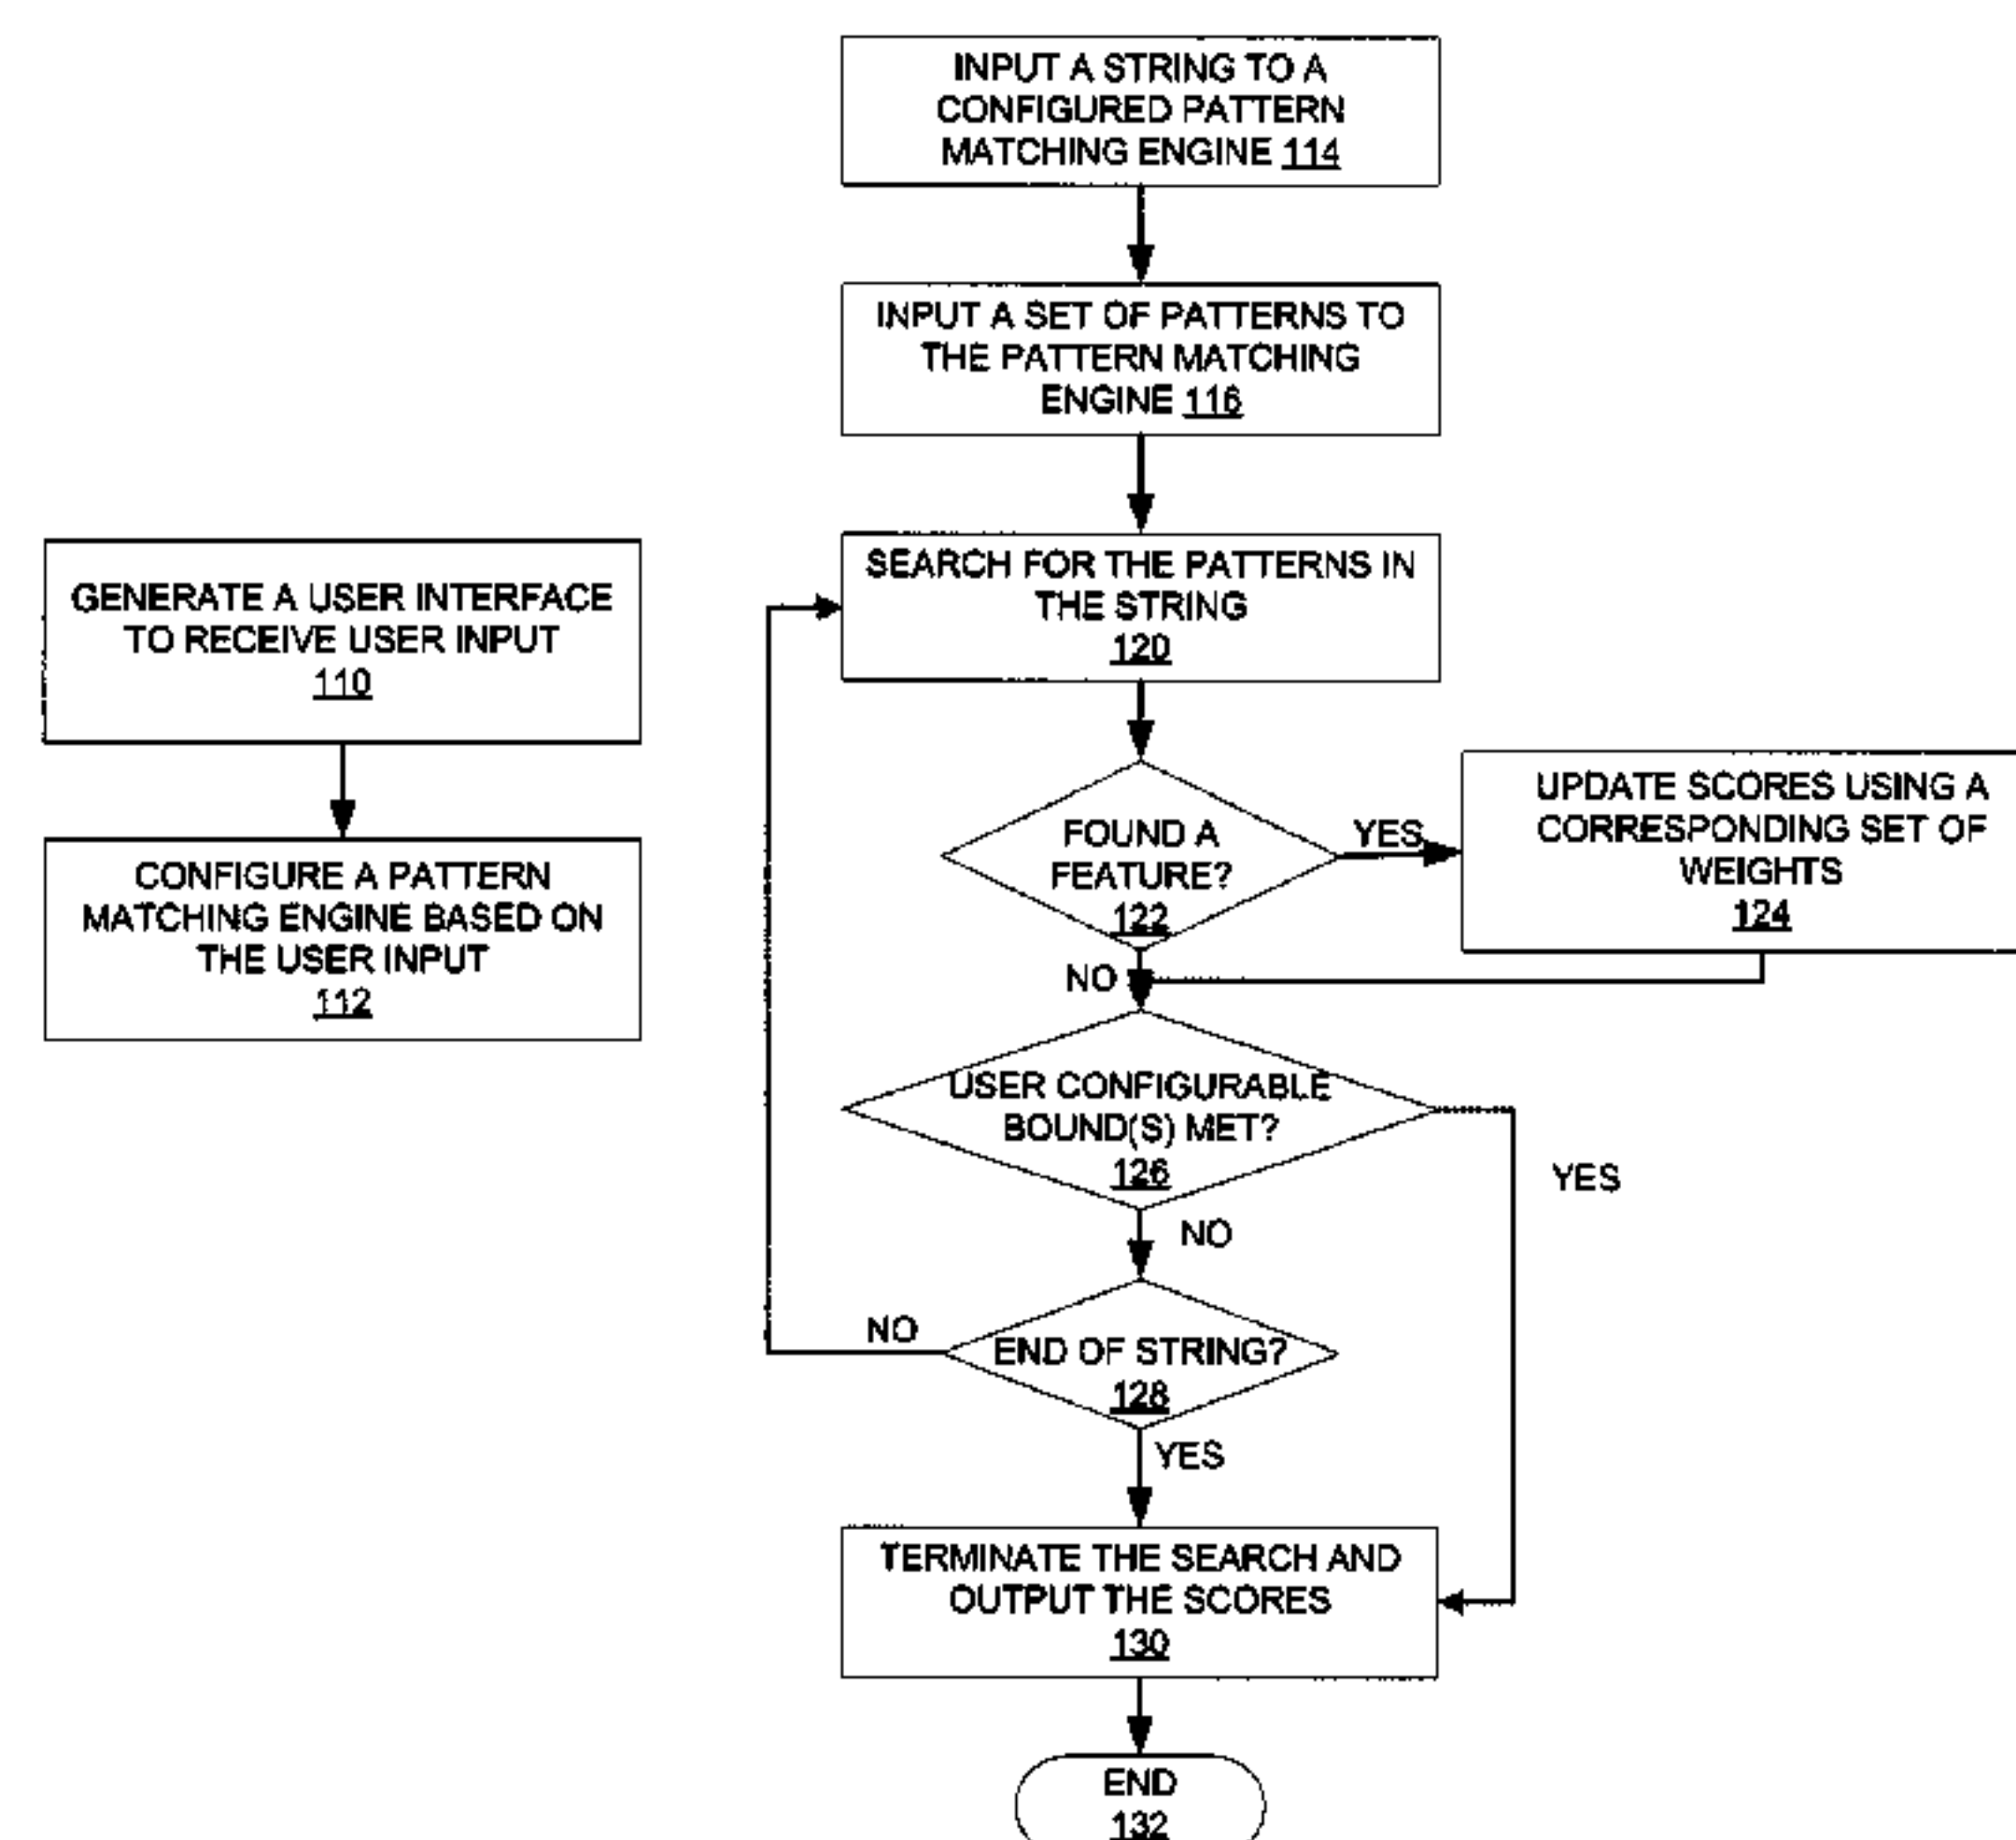 INPUT A STRING TO A
CONFIGURED PATTERN
MATCHING ENGINE 114
INPUT A SET OF PATTERNS TO
THE PATTERN MATCHING
ENGINE 116
SEARCH FOR THE PATTERNS IN
THE STRING
120
GENERATE A USER INTERFACE
TO RECEIVE USER INPUT
110
CONFIGURE A PATTERN
MATCHING ENGINE BASED ON
THE USER INPUT
112
FOUND A
FEATURE?
122
YES
UPDATE SCORES USING A
CORRESPONDING SET OF
WEIGHTS
124
NO
USER CONFIGURABLE
BOUND(S) MET?
126
YES
NO
END OF STRING?
128
NO
YES
TERMINATE THE SEARCH AND
OUTPUT THE SCORES
130
END
132